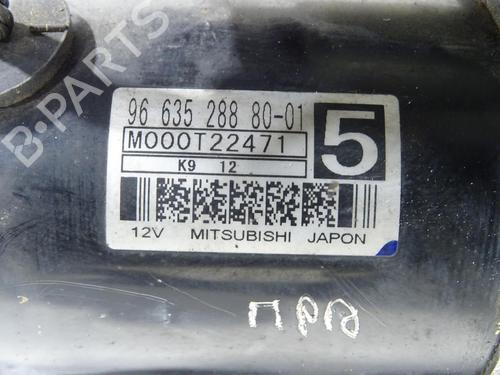 B-PARTS
96 635 288 80-01
5
M000T22471
K9 12
12V MITSUBISHI JAPON